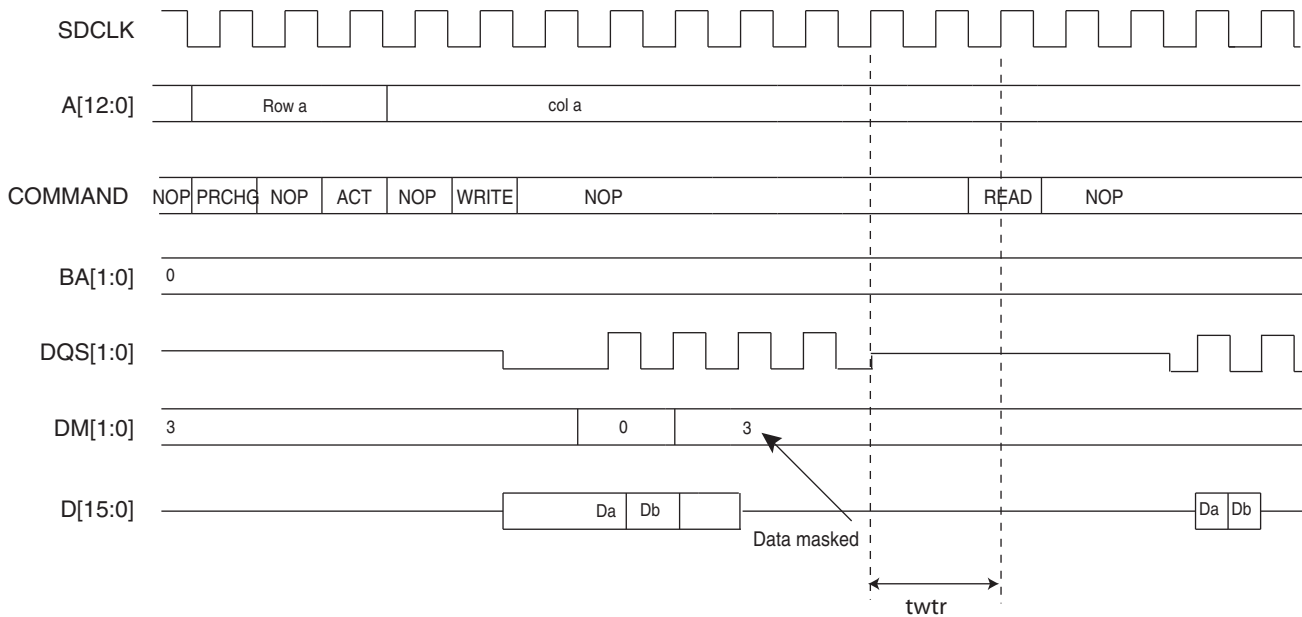 SDCLK
A[12:0] Row a col a
COMMAND NOP PRCHG NOP ACT NOP WRITE NOP READ NOP
BA[1:0] 0
DQS[1:0]
DM[1:0] 3 0 3
D[15:0] Da Db Da Db
Data masked
twtr